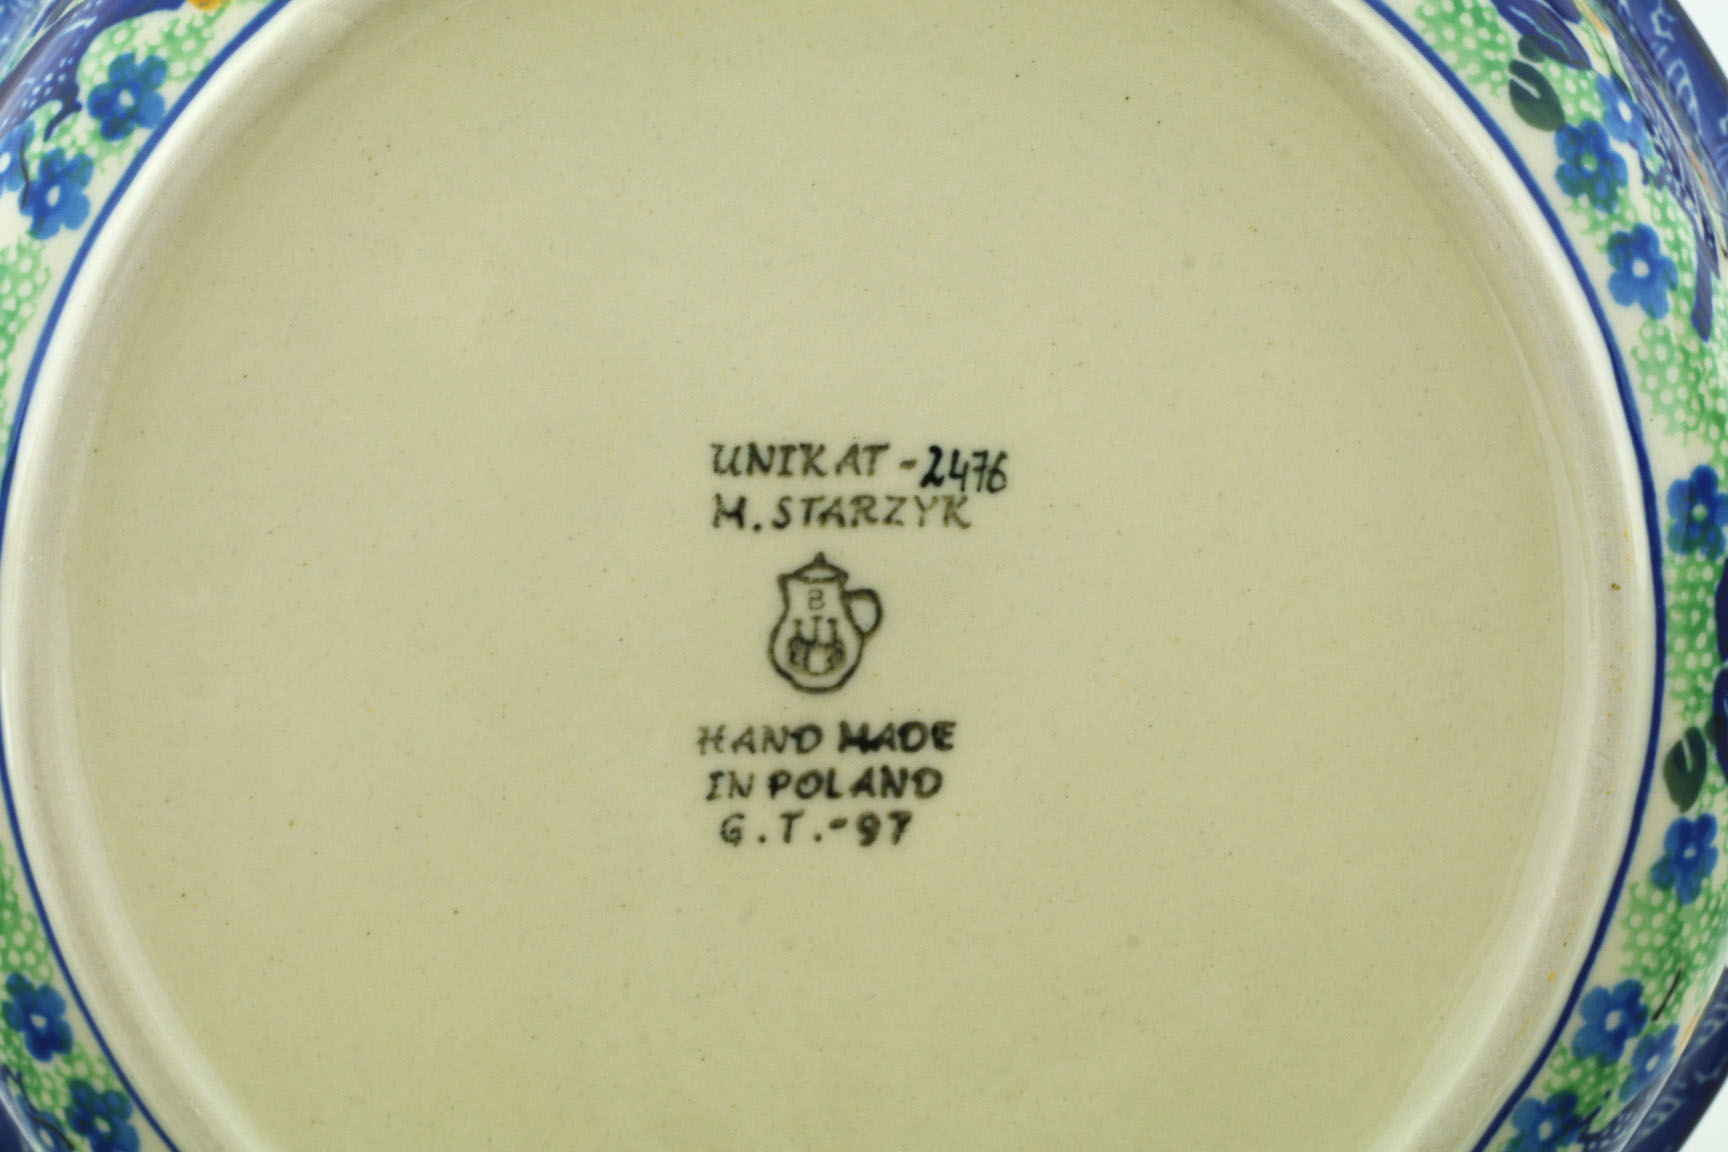 UNIKAT - 2476
M. STARZYK
B
HAND MADE
IN POLAND
G.T.-97